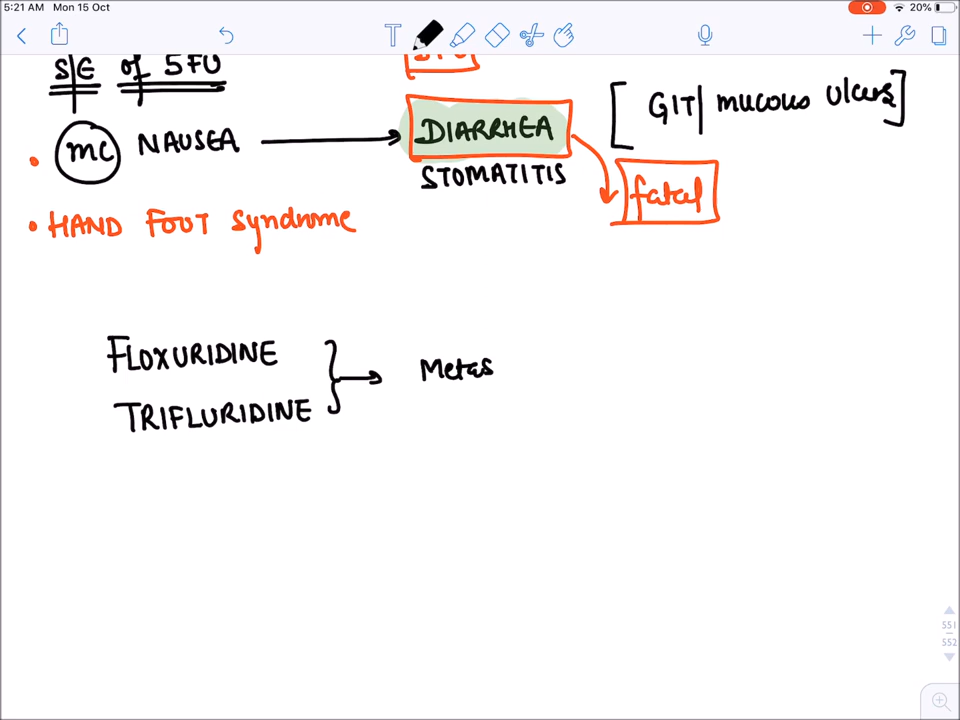 5:21 AM Mon 15 Oct
20%
T
S/E of 5FU
mc NAUSEA
DIARRHEA
STOMATITIS
[GIT| mucous Ulcers]
fatal
• HAND FOOT Syndrome
FLOXURIDINE
TRIFLURIDINE
Metas
551
552